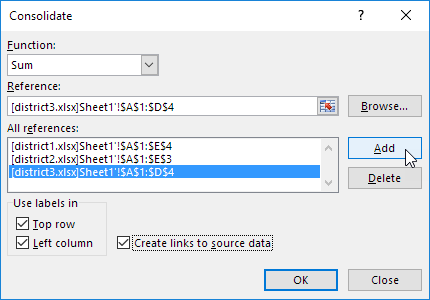 Consolidate ? ×
Function:
Sum
Reference:
[district3.xlsx]Sheet1'!$A$1:$D$4 Browse...
All references:
[district1.xlsx]Sheet1'!$A$1:$E$4
[district2.xlsx]Sheet1'!$A$1:$E$3
[district3.xlsx]Sheet1'!$A$1:$D$4
Add
Delete
Use labels in
Top row
Left column
Create links to source data
OK Close